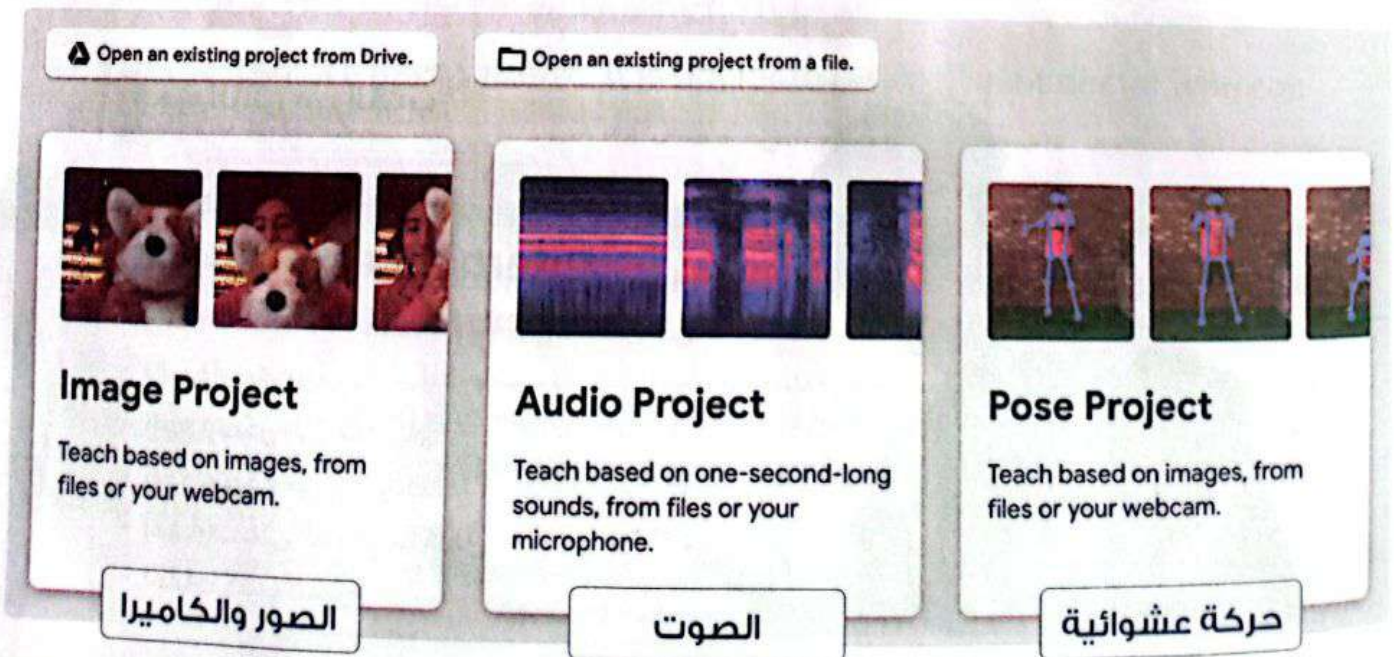 Open an existing project from Drive.
Open an existing project from a file.
Image Project
Teach based on images, from
files or your webcam.
الصور والكاميرا
Audio Project
Teach based on one-second-long
sounds, from files or your
microphone.
الصوت
Pose Project
Teach based on images, from
files or your webcam.
حركة عشوائية